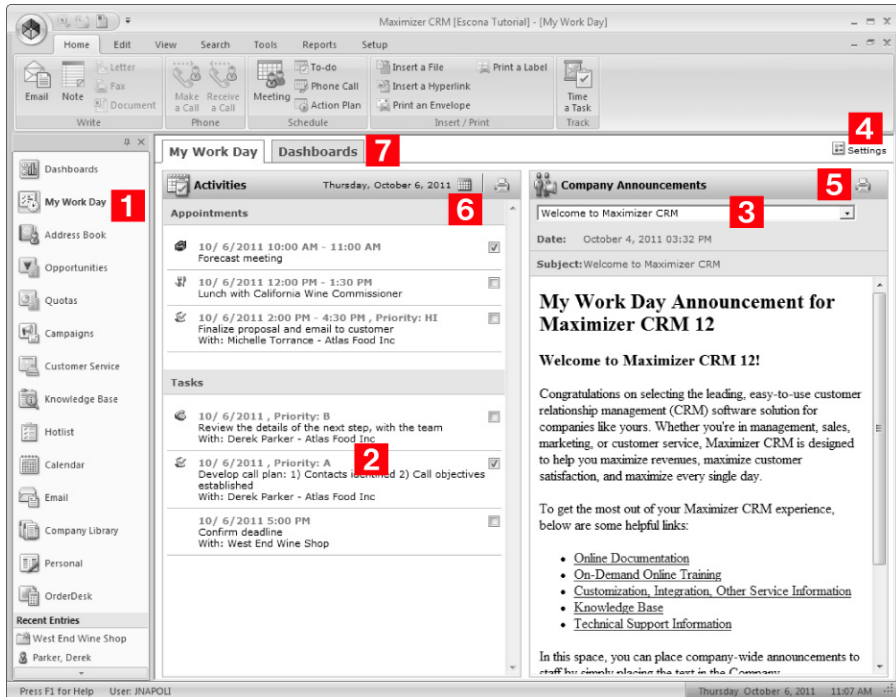 Maximizer CRM [Escona Tutorial] - [My Work Day]
Home Edit View Search Tools Reports Setup
Email
Note
Letter
Fax
Document
Write
Make a Call
Receive a Call
Phone
Meeting
To-do
Phone Call
Action Plan
Schedule
Insert a File
Insert a Hyperlink
Print an Envelope
Print a Label
Insert / Print
Time a Task
Track
Dashboards
My Work Day
1
Address Book
Opportunities
Quotas
Campaigns
Customer Service
Knowledge Base
Hotlist
Calendar
Email
Company Library
Personal
OrderDesk
Recent Entries
West End Wine Shop
Parker, Derek
My Work Day
Dashboards
7
4
Settings
Activities
Thursday, October 6, 2011
6
Appointments
10/ 6/2011 10:00 AM - 11:00 AM
Forecast meeting
10/ 6/2011 12:00 PM - 1:30 PM
Lunch with California Wine Commissioner
10/ 6/2011 2:00 PM - 4:30 PM , Priority: HI
Finalize proposal and email to customer
With: Michelle Torrance - Atlas Food Inc
Tasks
10/ 6/2011 , Priority: B
Review the details of the next step, with the team
With: Derek Parker - Atlas Food Inc
2
10/ 6/2011 , Priority: A
Develop call plan: 1) Contacts identified 2) Call objectives
established
With: Derek Parker - Atlas Food Inc
10/ 6/2011 5:00 PM
Confirm deadline
With: West End Wine Shop
Company Announcements
5
Welcome to Maximizer CRM
3
Date: October 4, 2011 03:32 PM
Subject: Welcome to Maximizer CRM
My Work Day Announcement for
Maximizer CRM 12
Welcome to Maximizer CRM 12!
Congratulations on selecting the leading, easy-to-use customer
relationship management (CRM) software solution for
companies like yours. Whether you're in management, sales,
marketing, or customer service, Maximizer CRM is designed
to help you maximize revenues, maximize customer
satisfaction, and maximize every single day.
To get the most out of your Maximizer CRM experience,
below are some helpful links:
• Online Documentation
• On-Demand Online Training
• Customization, Integration, Other Service Information
• Knowledge Base
• Technical Support Information
In this space, you can place company-wide announcements to
staff by simply placing the text in the Company
Press F1 for Help User: JNAPOLI
Thursday October 6, 2011 11:07 AM